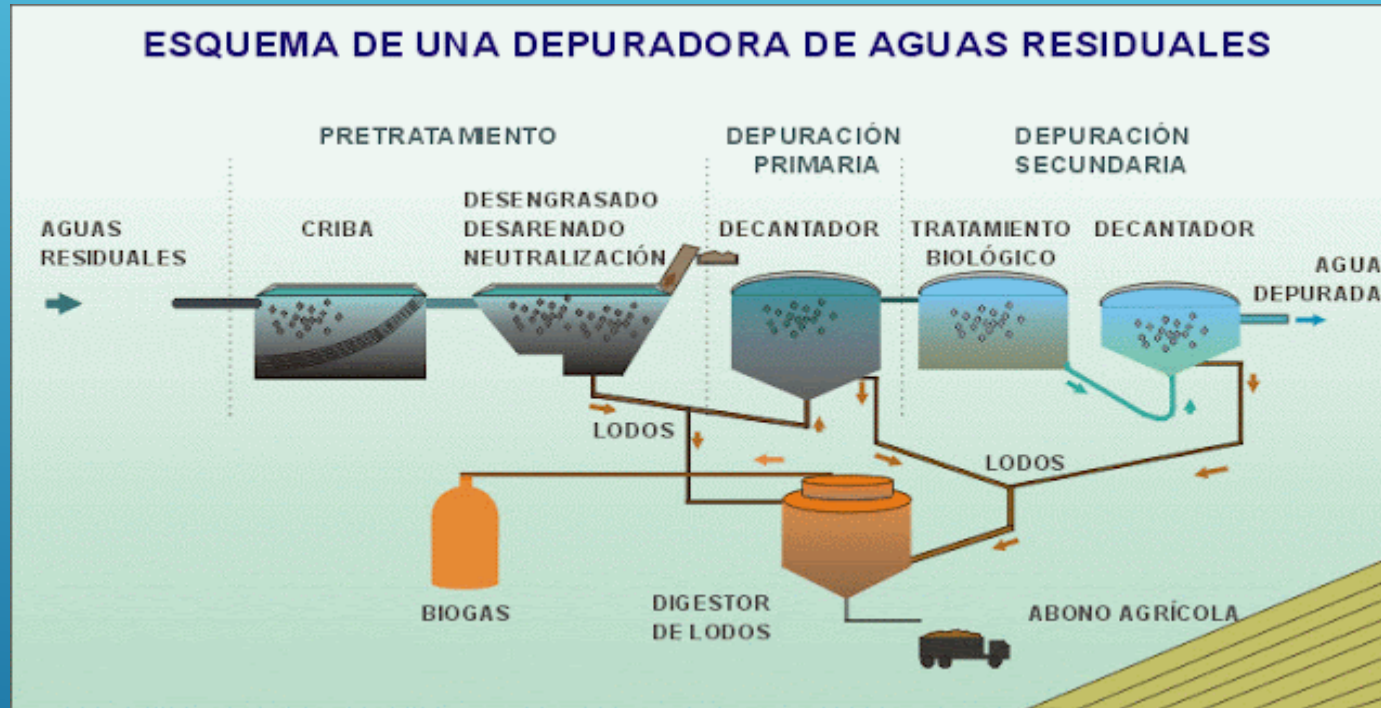 ESQUEMA DE UNA DEPURADORA DE AGUAS RESIDUALES
PRETRATAMIENTO
DEPURACIÓN
PRIMARIA
DEPURACIÓN
SECUNDARIA
AGUAS
RESIDUALES
CRIBA
DESENGRASADO
DESARENADO
NEUTRALIZACIÓN
DECANTADOR
TRATAMIENTO
BIOLÓGICO
DECANTADOR
AGUA
DEPURADA
LODOS
LODOS
BIOGAS
DIGESTOR
DE LODOS
ABONO AGRÍCOLA